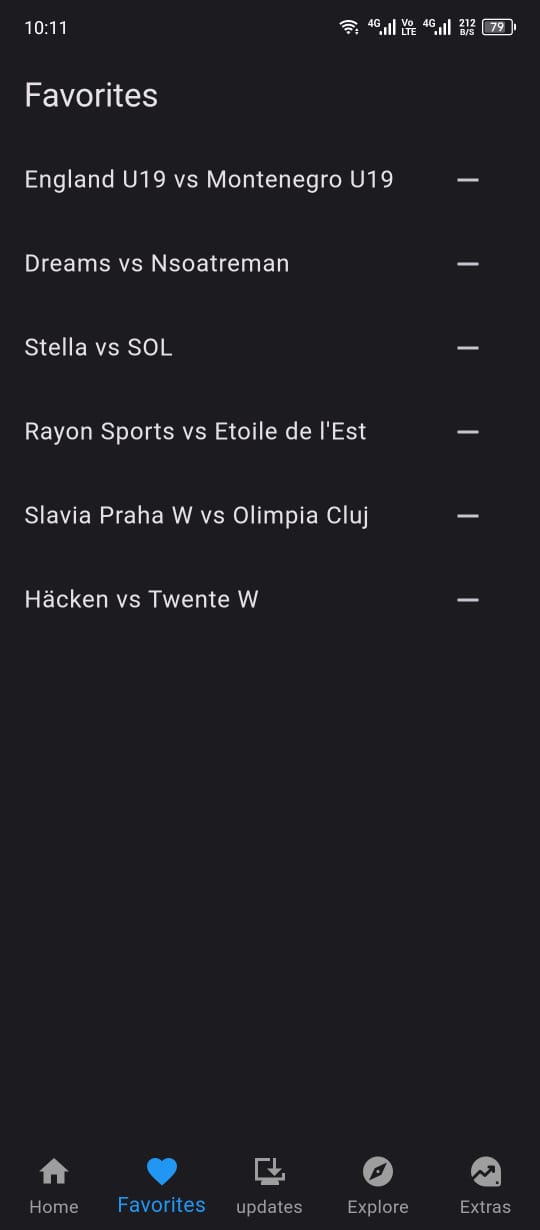 10:11
4G Vo LTE 4G 212 B/S 79
Favorites
England U19 vs Montenegro U19
Dreams vs Nsoatreman
Stella vs SOL
Rayon Sports vs Etoile de l'Est
Slavia Praha W vs Olimpia Cluj
Häcken vs Twente W
Home Favorites updates Explore Extras